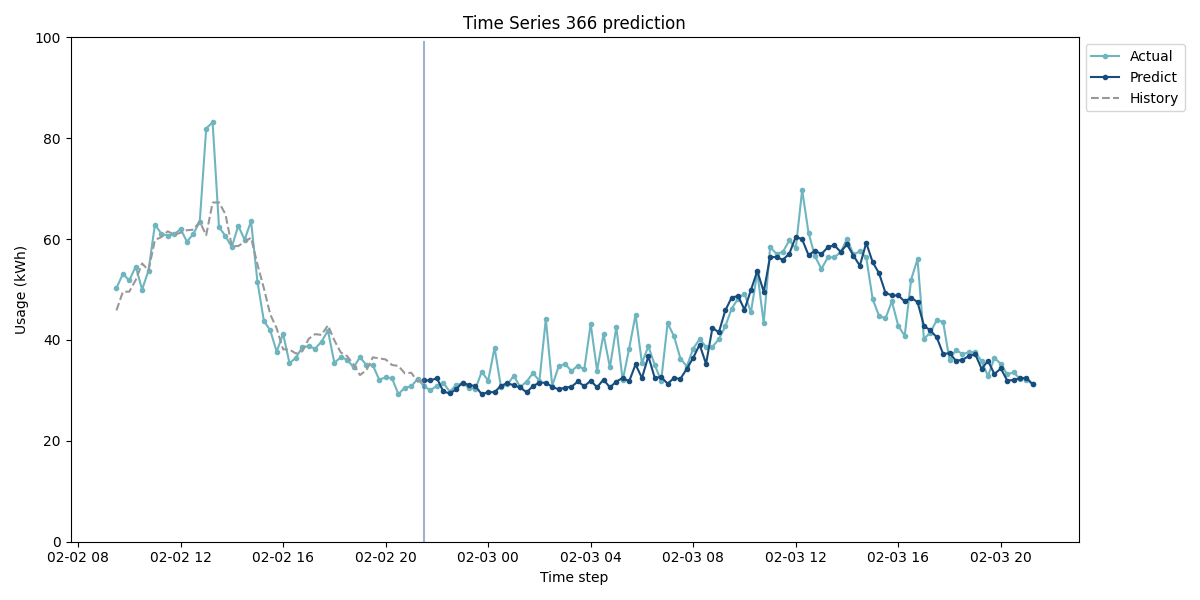 Time Series 366 prediction
Usage (kWh)
100
80
60
40
20
0
02-02 08
02-02 12
02-02 16
02-02 20
02-03 00
02-03 04
02-03 08
02-03 12
02-03 16
02-03 20
Time step
Actual
Predict
History